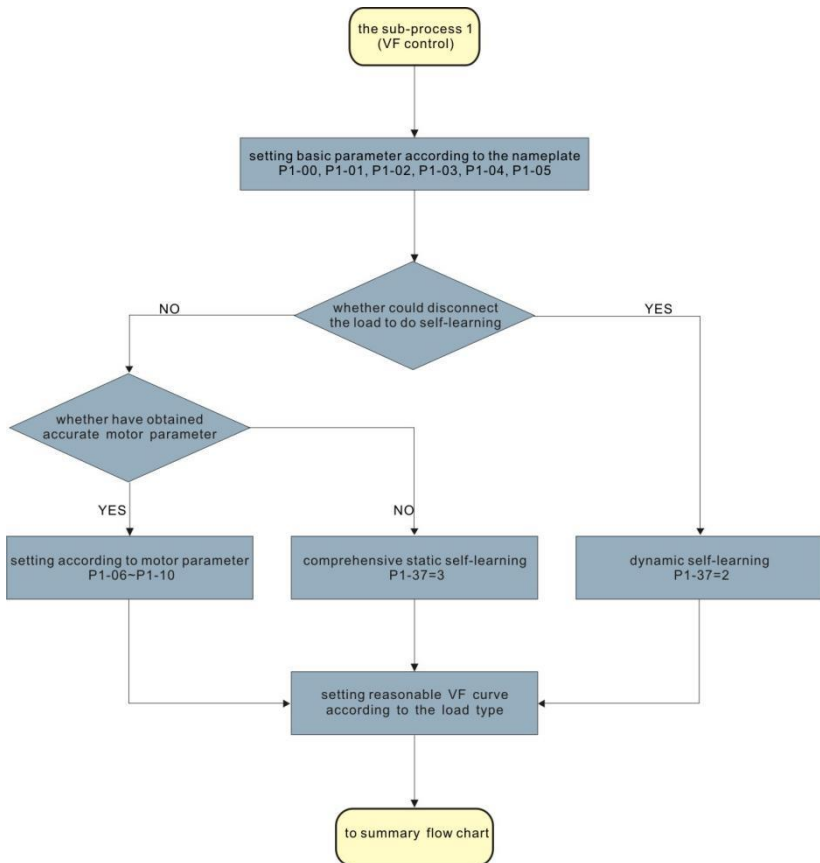 the sub-process 1
(VF control)
setting basic parameter according to the nameplate
P1-00, P1-01, P1-02, P1-03, P1-04, P1-05
whether could disconnect
the load to do self-learning
NO
YES
whether have obtained
accurate motor parameter
YES
NO
setting according to motor parameter
P1-06~P1-10
comprehensive static self-learning
P1-37=3
dynamic self-learning
P1-37=2
setting reasonable VF curve
according to the load type
to summary flow chart